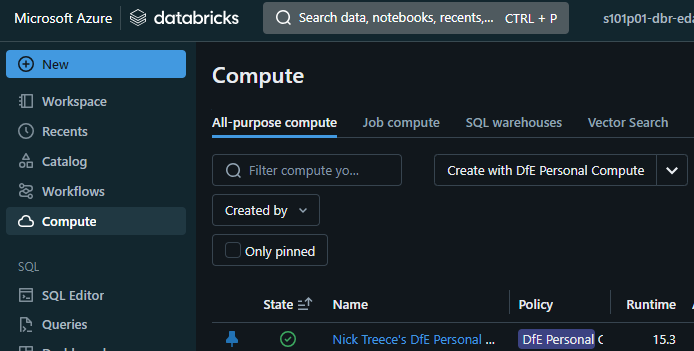 Microsoft Azure databricks Search data, notebooks, recents,... CTRL + P s101p01-dbr-eda
New
Workspace
Recents
Catalog
Workflows
Compute
SQL
SQL Editor
Queries
Compute
All-purpose compute Job compute SQL warehouses Vector Search
Filter compute yo... Create with DfE Personal Compute
Created by
Only pinned
State Name Policy Runtime
Nick Treece's DfE Personal ... DfE Personal C 15.3